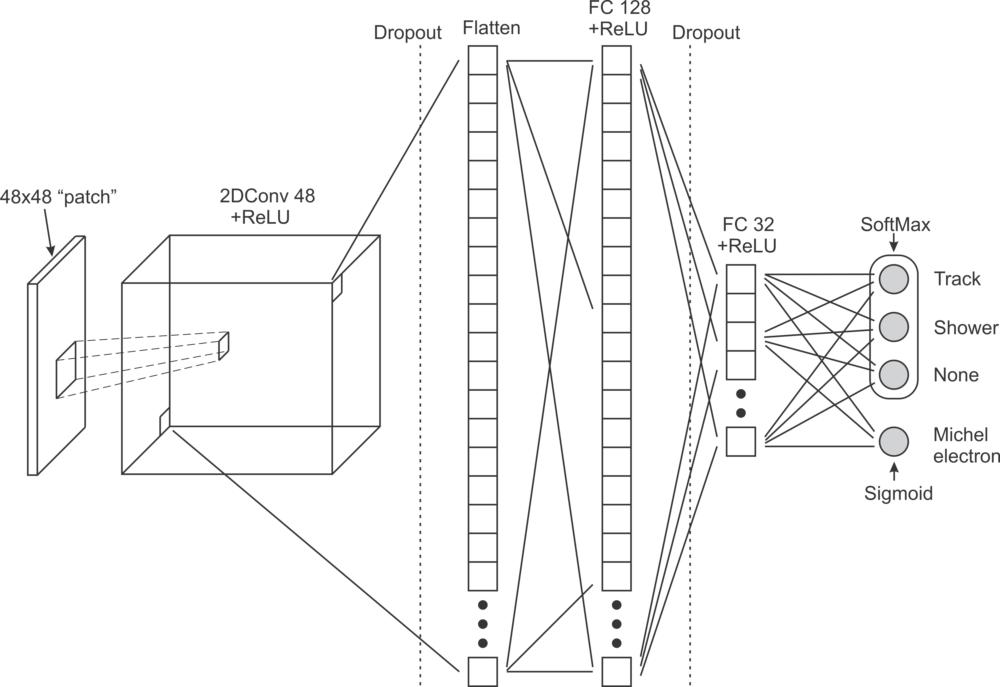 FC 128
+ReLU
Dropout
Flatten
Dropout
48x48 “patch”
2DConv 48
+ReLU
FC 32
+ReLU
SoftMax
Track
Shower
None
Michel
electron
Sigmoid